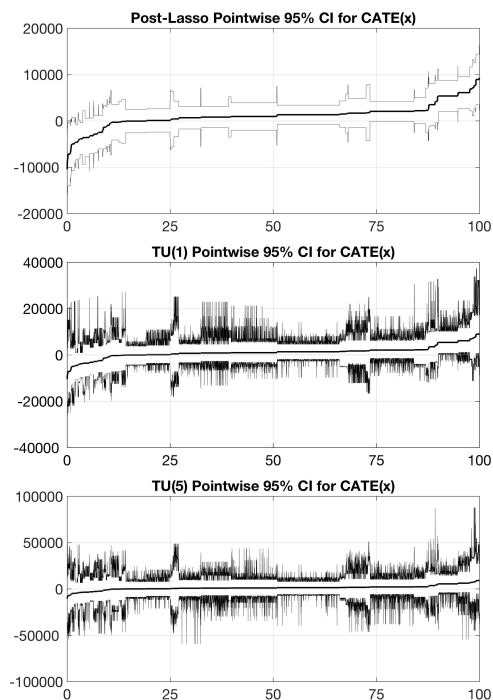 Post-Lasso Pointwise 95% CI for CATE(x)
20000
10000
0
-10000
-20000
0 25 50 75 100
TU(1) Pointwise 95% CI for CATE(x)
40000
20000
0
-20000
-40000
0 25 50 75 100
TU(5) Pointwise 95% CI for CATE(x)
100000
50000
0
-50000
-100000
0 25 50 75 100